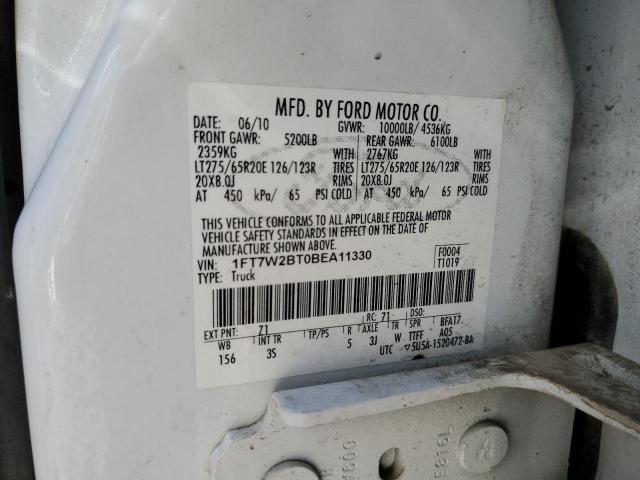 MFD. BY FORD MOTOR CO.
DATE: 06/10 GVWR: 10000LB/ 4536KG
FRONT GAWR: 5200LB REAR GAWR: 6100LB
2359KG WITH 2767KG WITH
LT275/65R20E 126/123R TIRES LT275/65R20E 126/123R TIRES
20X8.0J RIMS 20X8.0J RIMS
AT 450 kPa/ 65 PSI COLD AT 450 kPa/ 65 PSI COLD
THIS VEHICLE CONFORMS TO ALL APPLICABLE FEDERAL MOTOR
VEHICLE SAFETY STANDARDS IN EFFECT ON THE DATE OF
MANUFACTURE SHOWN ABOVE.
VIN: 1FT7W2BT0BEA11330 F0004
TYPE: Truck T1019
EXT PNT: Z1 RC: 71 DSO:
WB INT TR TP/PS R AXLE TR SPR BFA17
156 3S 5 3J W TTFF A05
UTC ▽5U5A-1520472-BA
7600
E816L